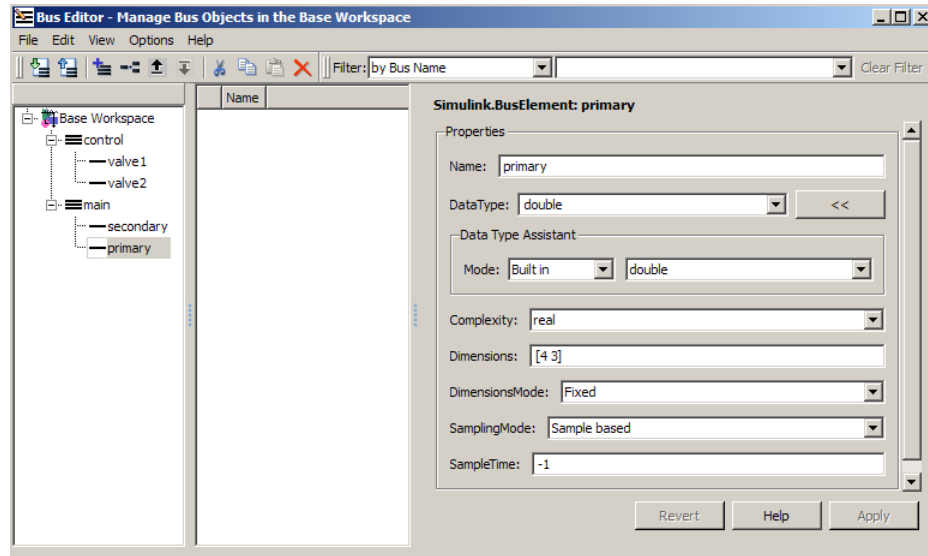 Bus Editor - Manage Bus Objects in the Base Workspace
File Edit View Options Help
Filter: by Bus Name Clear Filter
Name
Base Workspace
control
valve1
valve2
main
secondary
primary
Simulink.BusElement: primary
Properties
Name: primary
DataType: double <<
Data Type Assistant
Mode: Built in double
Complexity: real
Dimensions: [4 3]
DimensionsMode: Fixed
SamplingMode: Sample based
SampleTime: -1
Revert Help Apply